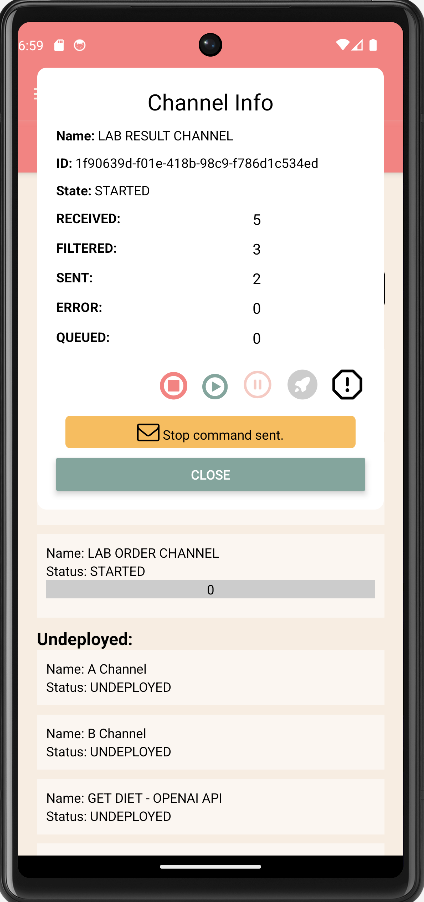 6:59
Channel Info
Name: LAB RESULT CHANNEL
ID: 1f90639d-f01e-418b-98c9-f786d1c534ed
State: STARTED
RECEIVED: 5
FILTERED: 3
SENT: 2
ERROR: 0
QUEUED: 0
Stop command sent.
CLOSE
Name: LAB ORDER CHANNEL
Status: STARTED
0
Undeployed:
Name: A Channel
Status: UNDEPLOYED
Name: B Channel
Status: UNDEPLOYED
Name: GET DIET - OPENAI API
Status: UNDEPLOYED